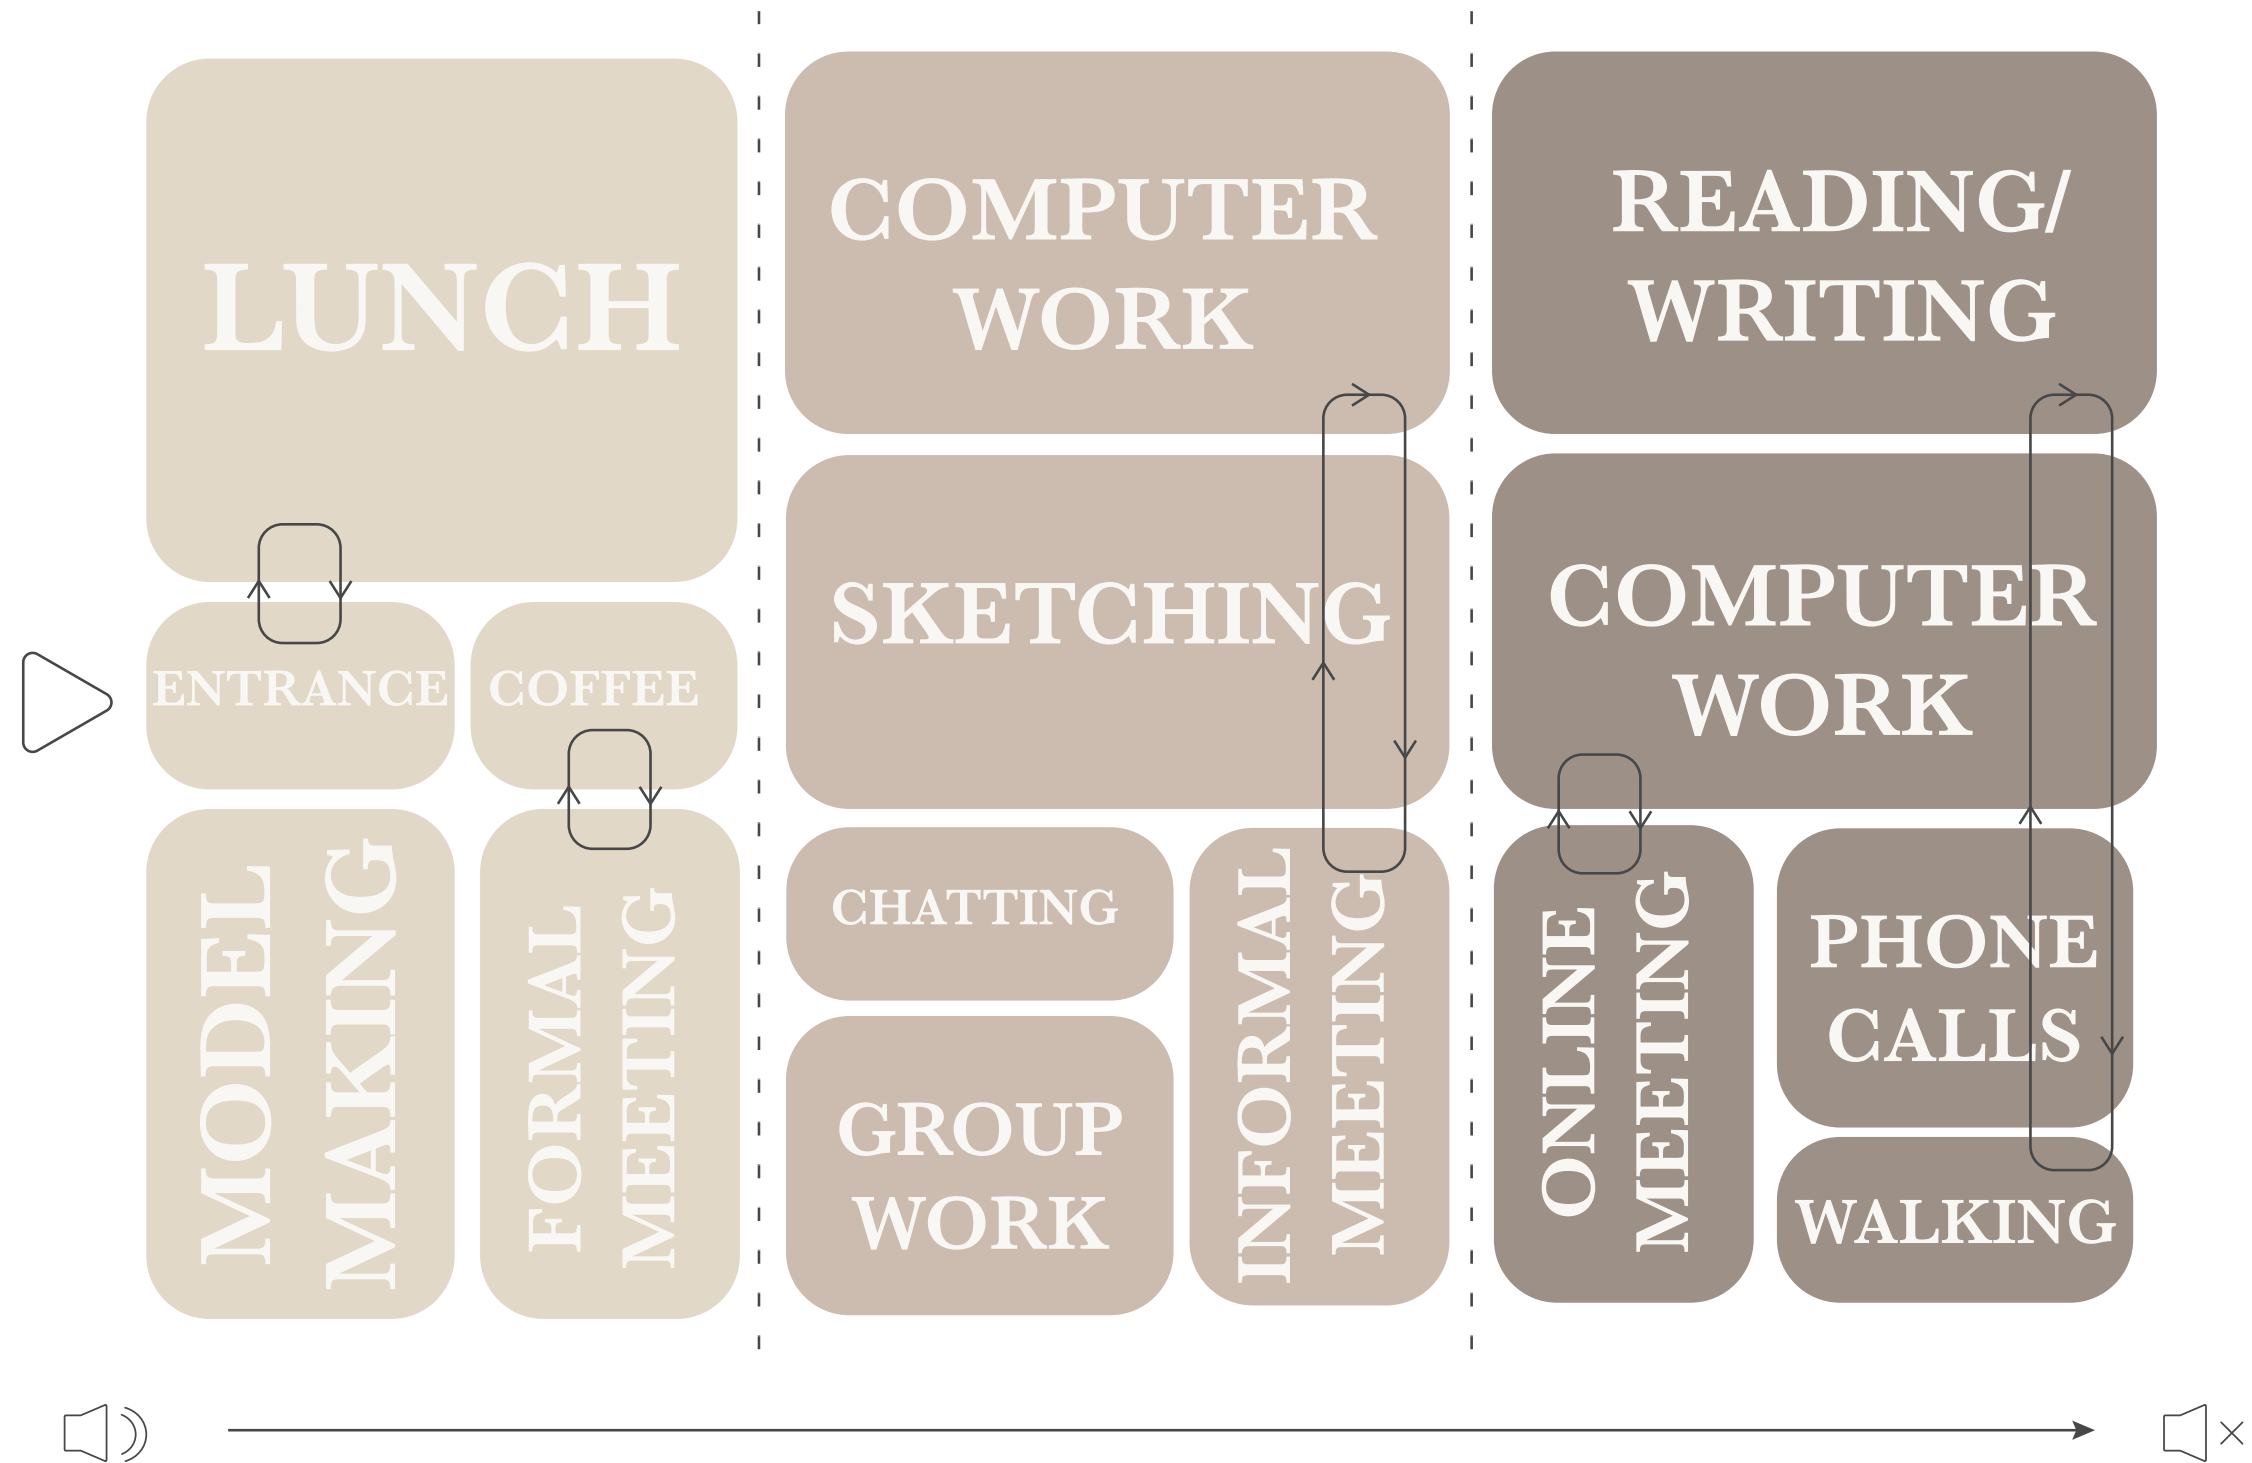 LUNCH
ENTRANCE
COFFEE
MODEL
MAKING
FORMAL
MEETING
COMPUTER
WORK
SKETCHING
CHATTING
GROUP
WORK
INFORMAL
MEETING
READING/
WRITING
COMPUTER
WORK
ONLINE
MEETING
PHONE
CALLS
WALKING